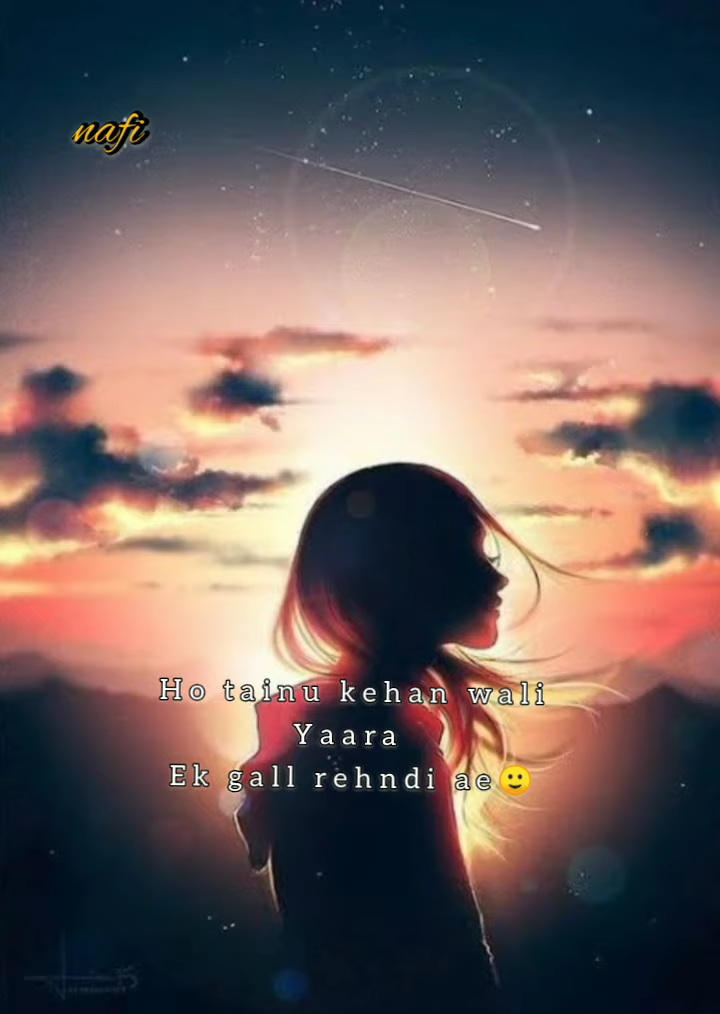 nafi
Ho tainu kehan wali
Yaara
Ek gall rehndi ae🙂